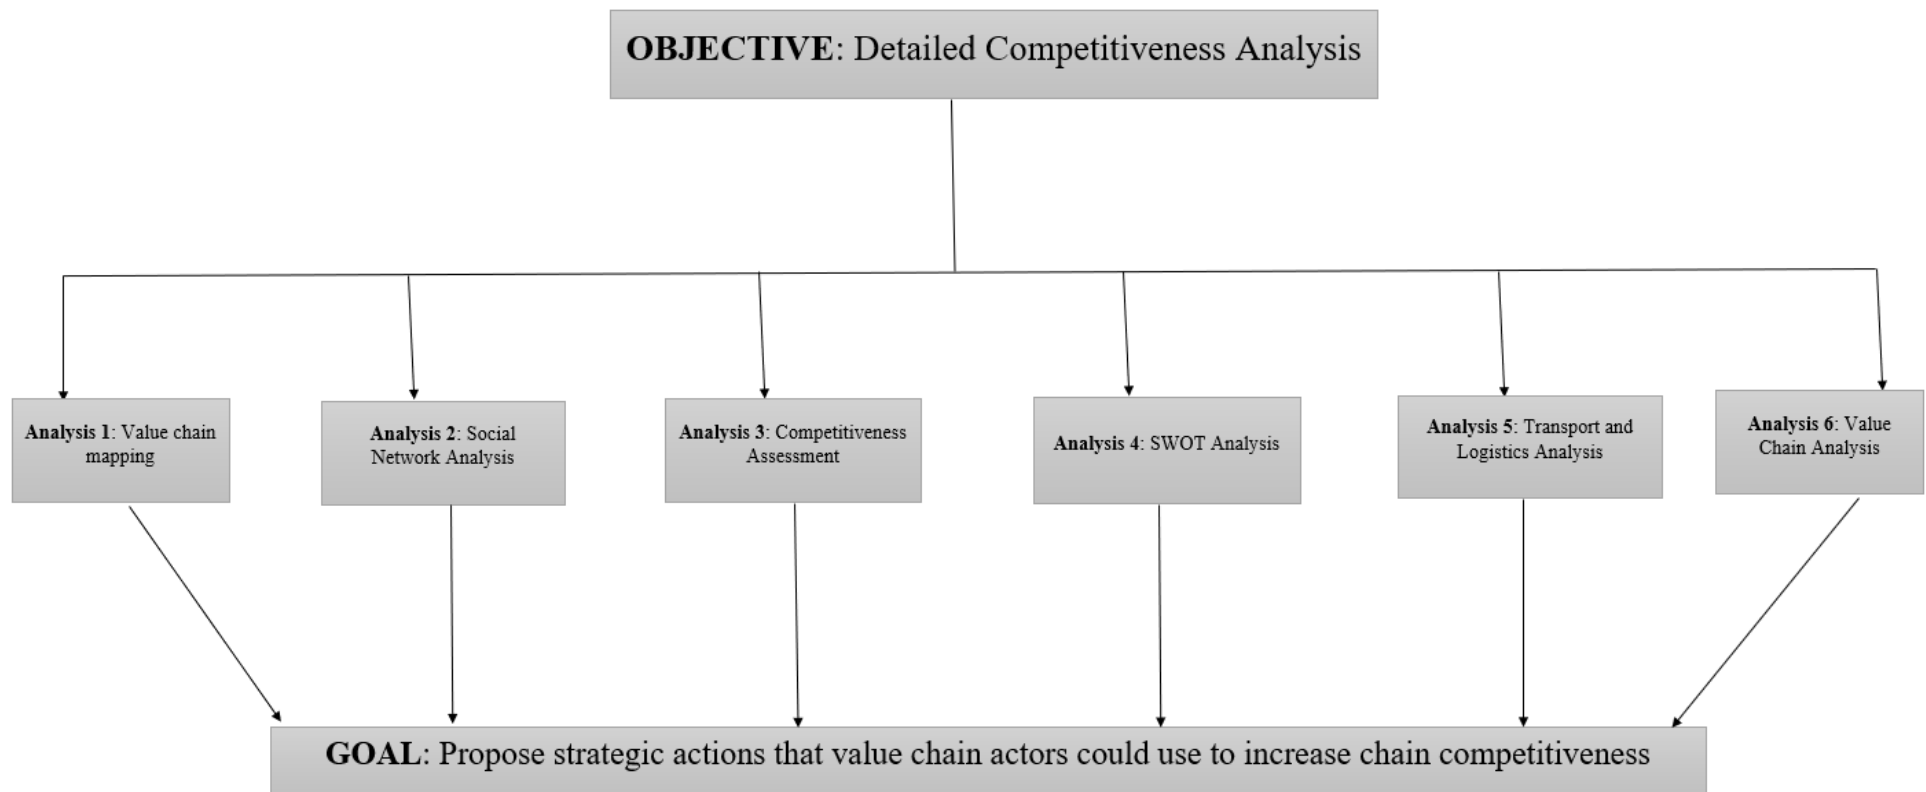 OBJECTIVE: Detailed Competitiveness Analysis
Analysis 1: Value chain
mapping
Analysis 2: Social
Network Analysis
Analysis 3: Competitiveness
Assessment
Analysis 4: SWOT Analysis
Analysis 5: Transport and
Logistics Analysis
Analysis 6: Value
Chain Analysis
GOAL: Propose strategic actions that value chain actors could use to increase chain competitiveness